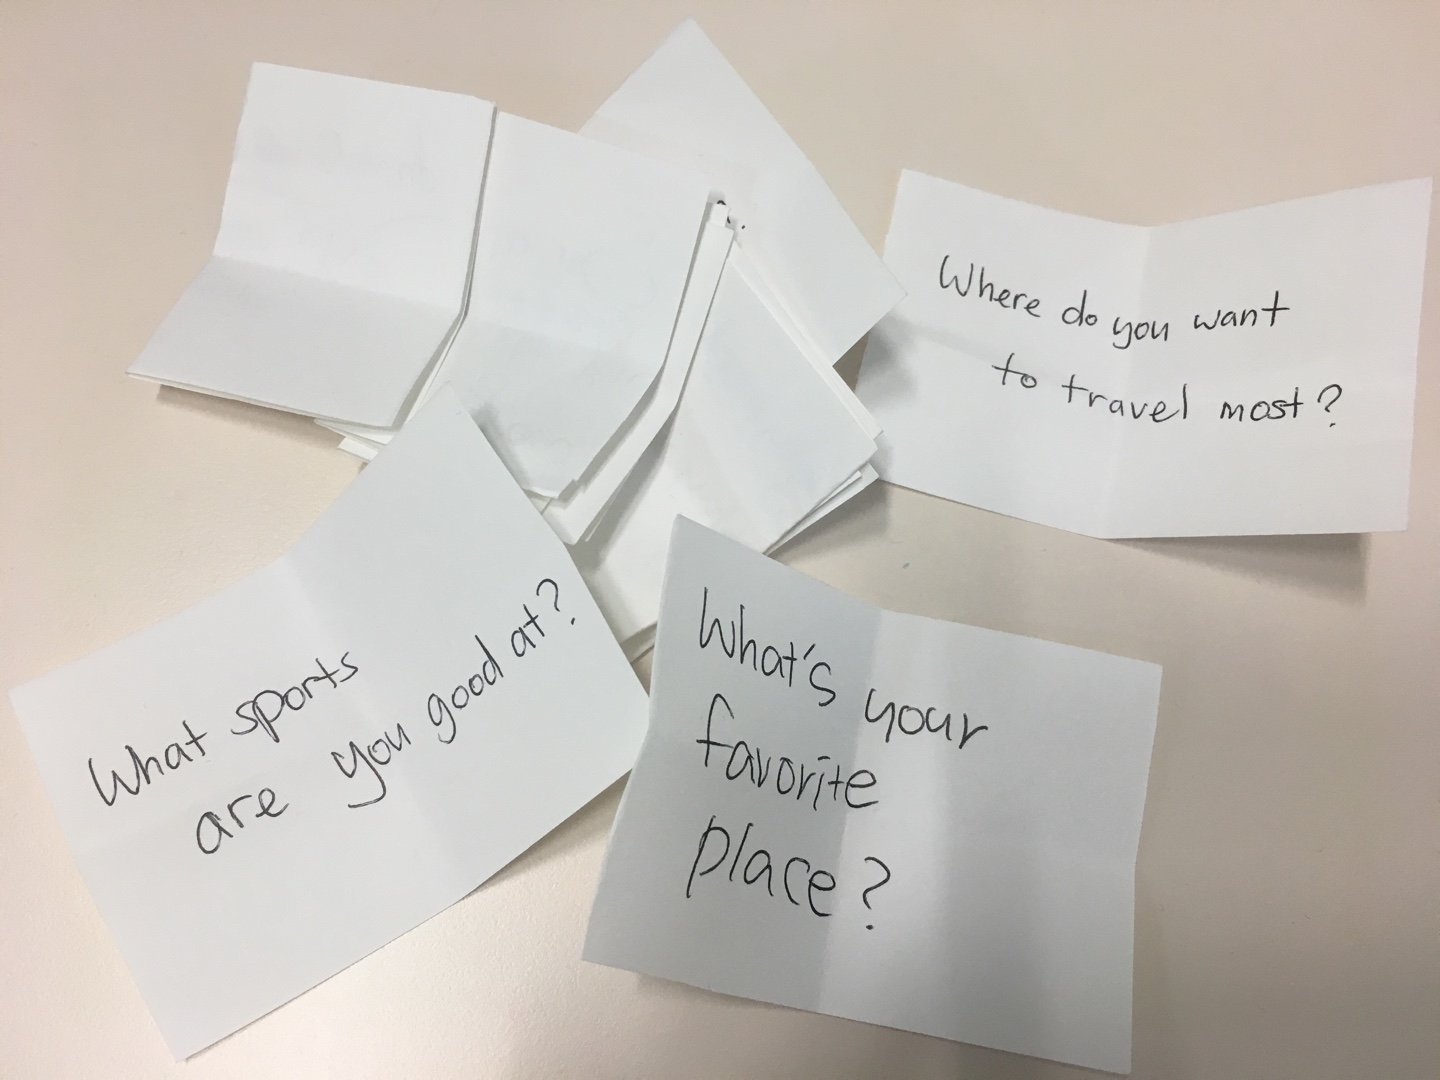 Where do you want
to travel most?
What sports
are you good at?
What's your
favorite
place?